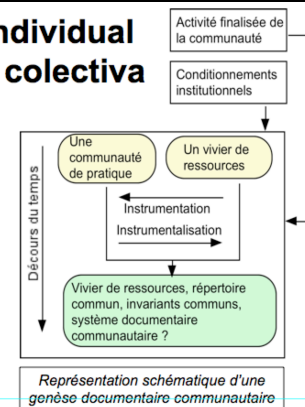 ndividual
colectiva
Activité finalisée de
la communauté
Conditionnements
institutionnels
Une
communauté
de pratique
Un vivier de
ressources
Instrumentation
Instrumentalisation
Décours du temps
Vivier de ressources, répertoire
commun, invariants communs,
système documentaire
communautaire ?
Représentation schématique d'une
genèse documentaire communautaire